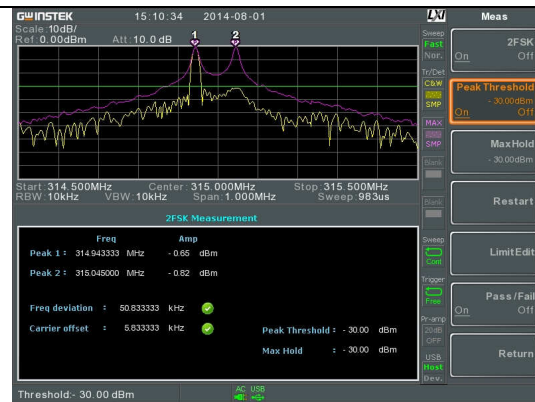 GWINSTEK 15:10:34 2014-08-01 LXI Meas
Scale:10dB/
Ref:0.00dBm Att:10.0 dB
1 2
Sweep
Fast
Nor.
Tr/Det
C&W
SMP
MAX
SMP
Blank
Blank
Sweep
Cont
Trigger
Free
Pr-amp
20dB
OFF
USB
Host
Dev.
2FSK
On Off
Peak Threshold
- 30.00dBm
On Off
MaxHold
- 30.00dBm
Restart
LimitEdit
Pass/Fail
On Off
Return
Start:314.500MHz Center:315.000MHz Stop:315.500MHz
RBW:10kHz VBW:10kHz Span:1.000MHz Sweep:983us
2FSK Measurement
Freq Amp
Peak 1 : 314.943333 MHz - 0.65 dBm
Peak 2 : 315.045000 MHz - 0.82 dBm
Freq deviation : 50.833333 kHz
Carrier offset : 5.833333 kHz
Peak Threshold : - 30.00 dBm
Max Hold : - 30.00 dBm
Threshold:- 30.00 dBm
AC USB